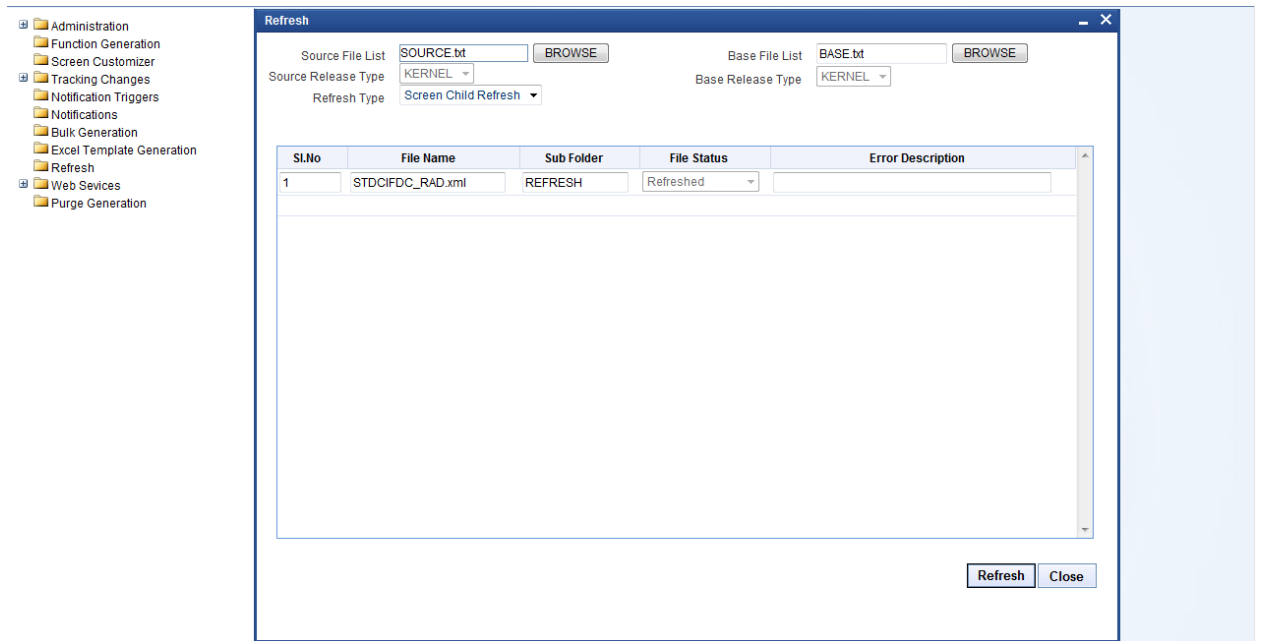 Administration
Function Generation
Screen Customizer
Tracking Changes
Notification Triggers
Notifications
Bulk Generation
Excel Template Generation
Refresh
Web Sevices
Purge Generation
Refresh
Source File List SOURCE.txt BROWSE Base File List BASE.txt BROWSE
Source Release Type KERNEL Base Release Type KERNEL
Refresh Type Screen Child Refresh
Sl.No File Name Sub Folder File Status Error Description
1 STDCIFDC_RAD.xml REFRESH Refreshed
Refresh Close